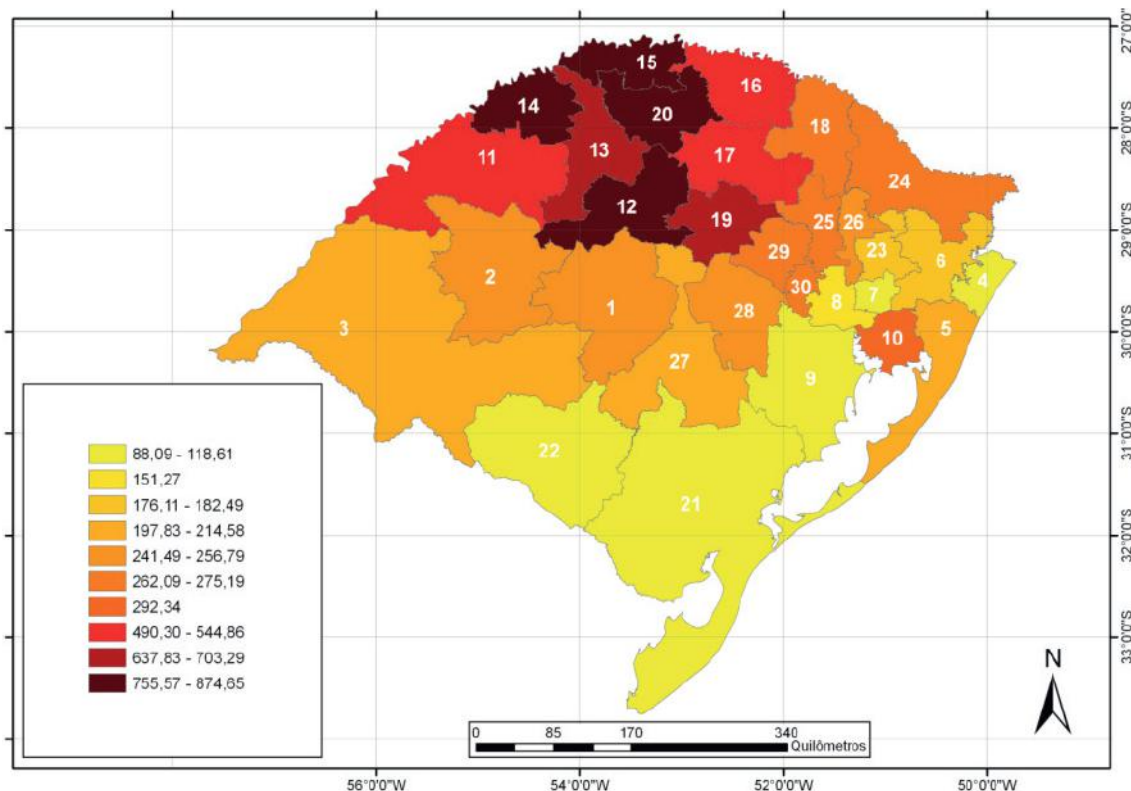 27°0'0"
28°0'0"S
29°0'0"S
30°0'0"S
31°0'0"S
32°0'0"S
33°0'0"S
15
16
14
20
18
13
11
17
24
12
19
25
26
23
29
6
2
4
30
7
1
28
8
3
5
10
27
9
22
21
88,09 - 118,61
151,27
176,11 - 182,49
197,83 - 214,58
241,49 - 256,79
262,09 - 275,19
292,34
490,30 - 544,86
637,83 - 703,29
755,57 - 874,65
N
0 85 170 340
Quilômetros
56°0'0"W 54°0'0"W 52°0'0"W 50°0'0"W